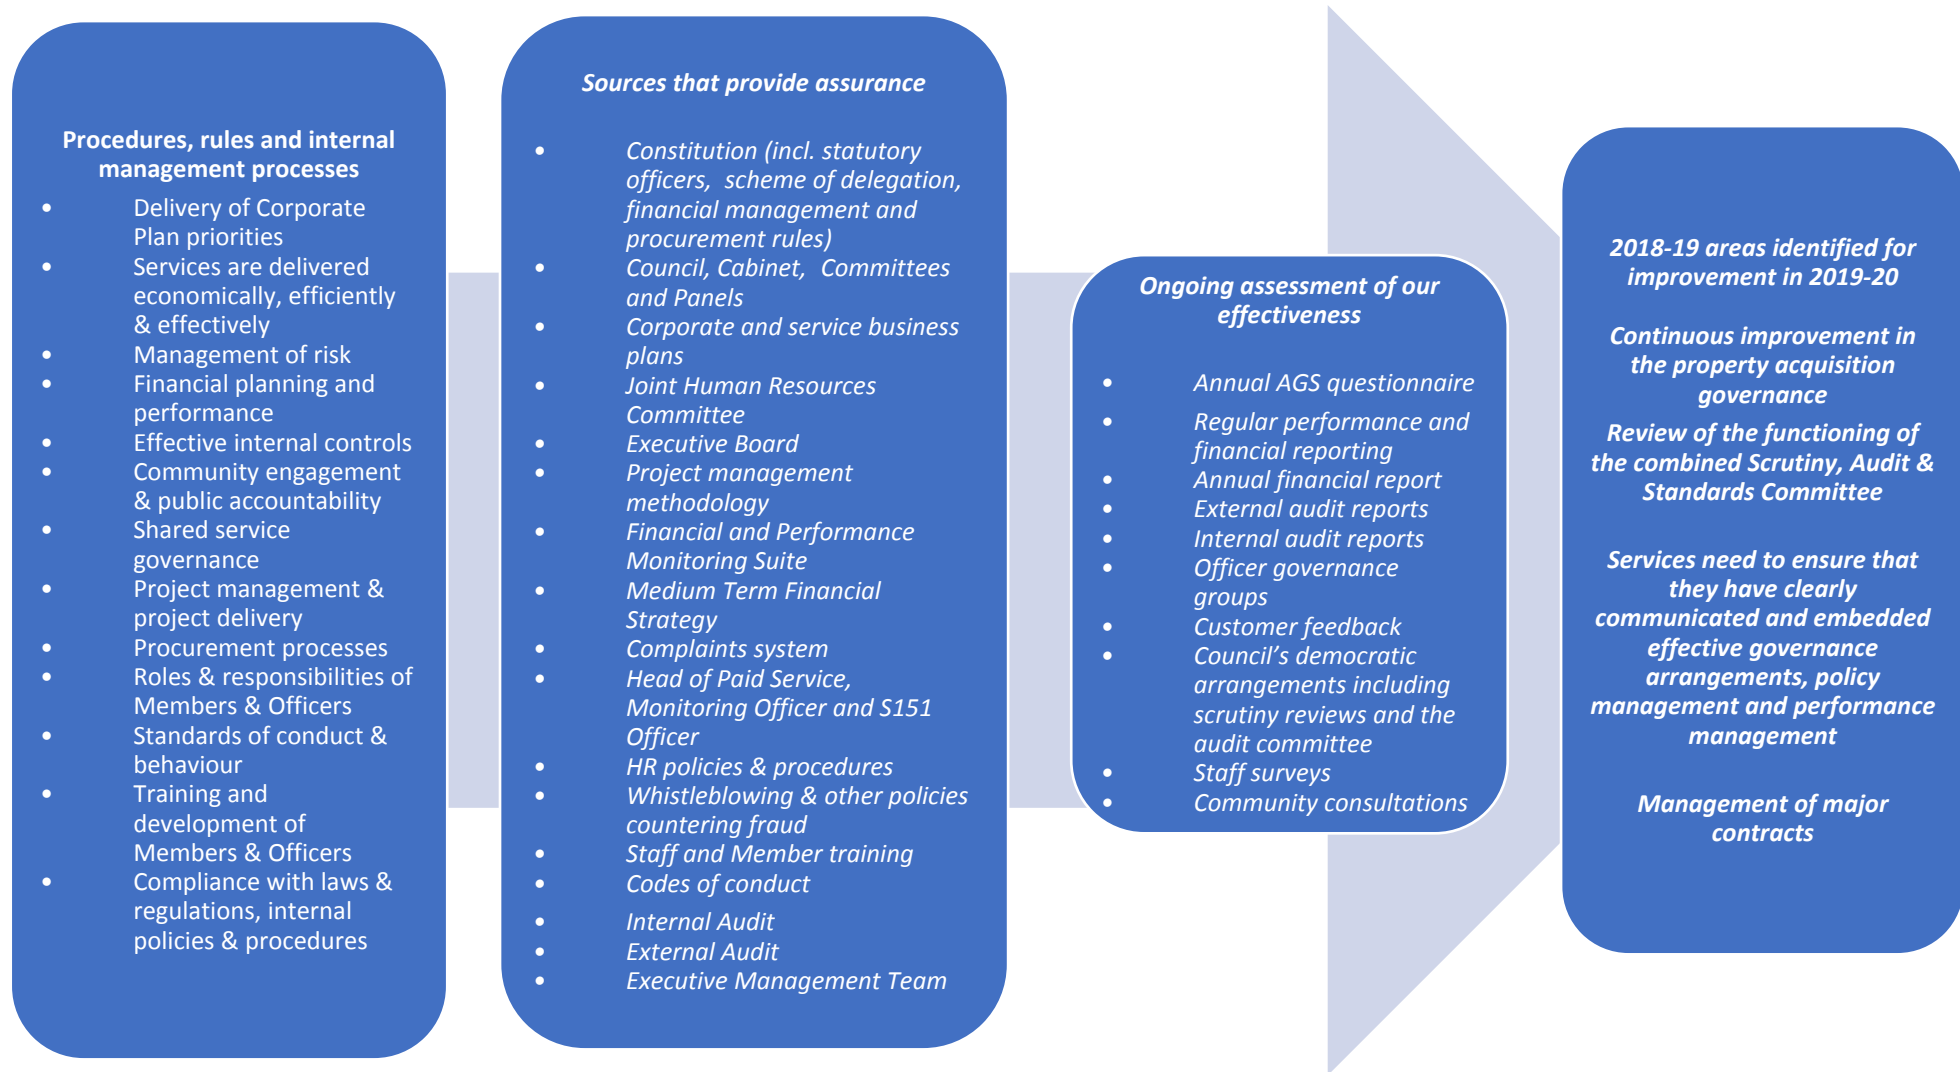 Procedures, rules and internal
management processes
• Delivery of Corporate
Plan priorities
• Services are delivered
economically, efficiently
& effectively
• Management of risk
• Financial planning and
performance
• Effective internal controls
• Community engagement
& public accountability
• Shared service
governance
• Project management &
project delivery
• Procurement processes
• Roles & responsibilities of
Members & Officers
• Standards of conduct &
behaviour
• Training and
development of
Members & Officers
• Compliance with laws &
regulations, internal
policies & procedures
Sources that provide assurance
• Constitution (incl. statutory
officers, scheme of delegation,
financial management and
procurement rules)
• Council, Cabinet, Committees
and Panels
• Corporate and service business
plans
• Joint Human Resources
Committee
• Executive Board
• Project management
methodology
• Financial and Performance
Monitoring Suite
• Medium Term Financial
Strategy
• Complaints system
• Head of Paid Service,
Monitoring Officer and S151
Officer
• HR policies & procedures
• Whistleblowing & other policies
countering fraud
• Staff and Member training
• Codes of conduct
• Internal Audit
• External Audit
• Executive Management Team
Ongoing assessment of our
effectiveness
• Annual AGS questionnaire
• Regular performance and
financial reporting
• Annual financial report
• External audit reports
• Internal audit reports
• Officer governance
groups
• Customer feedback
• Council’s democratic
arrangements including
scrutiny reviews and the
audit committee
• Staff surveys
• Community consultations
2018-19 areas identified for
improvement in 2019-20
Continuous improvement in
the property acquisition
governance
Review of the functioning of
the combined Scrutiny, Audit &
Standards Committee
Services need to ensure that
they have clearly
communicated and embedded
effective governance
arrangements, policy
management and performance
management
Management of major
contracts